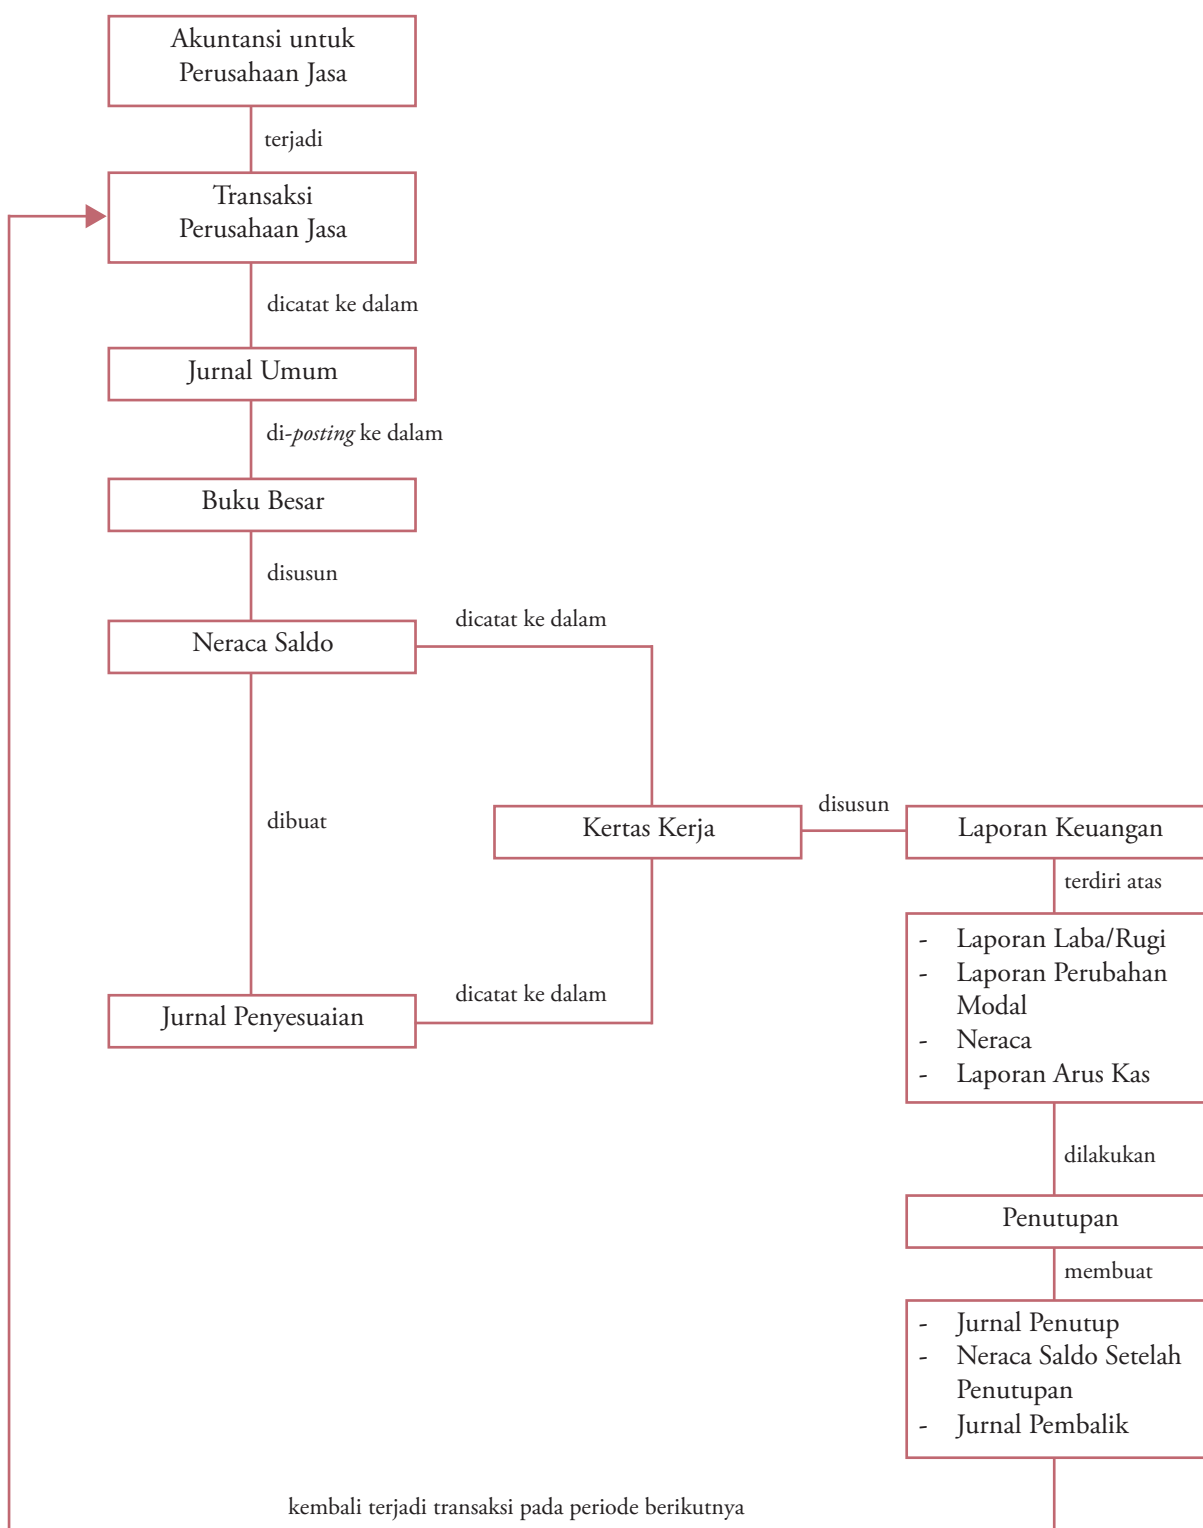 Akuntansi untuk
Perusahaan Jasa
terjadi
Transaksi
Perusahaan Jasa
dicatat ke dalam
Jurnal Umum
di-posting ke dalam
Buku Besar
disusun
Neraca Saldo
dicatat ke dalam
dibuat
Kertas Kerja
disusun
Laporan Keuangan
terdiri atas
- Laporan Laba/Rugi
- Laporan Perubahan
Modal
- Neraca
- Laporan Arus Kas
Jurnal Penyesuaian
dicatat ke dalam
dilakukan
Penutupan
membuat
- Jurnal Penutup
- Neraca Saldo Setelah
Penutupan
- Jurnal Pembalik
kembali terjadi transaksi pada periode berikutnya